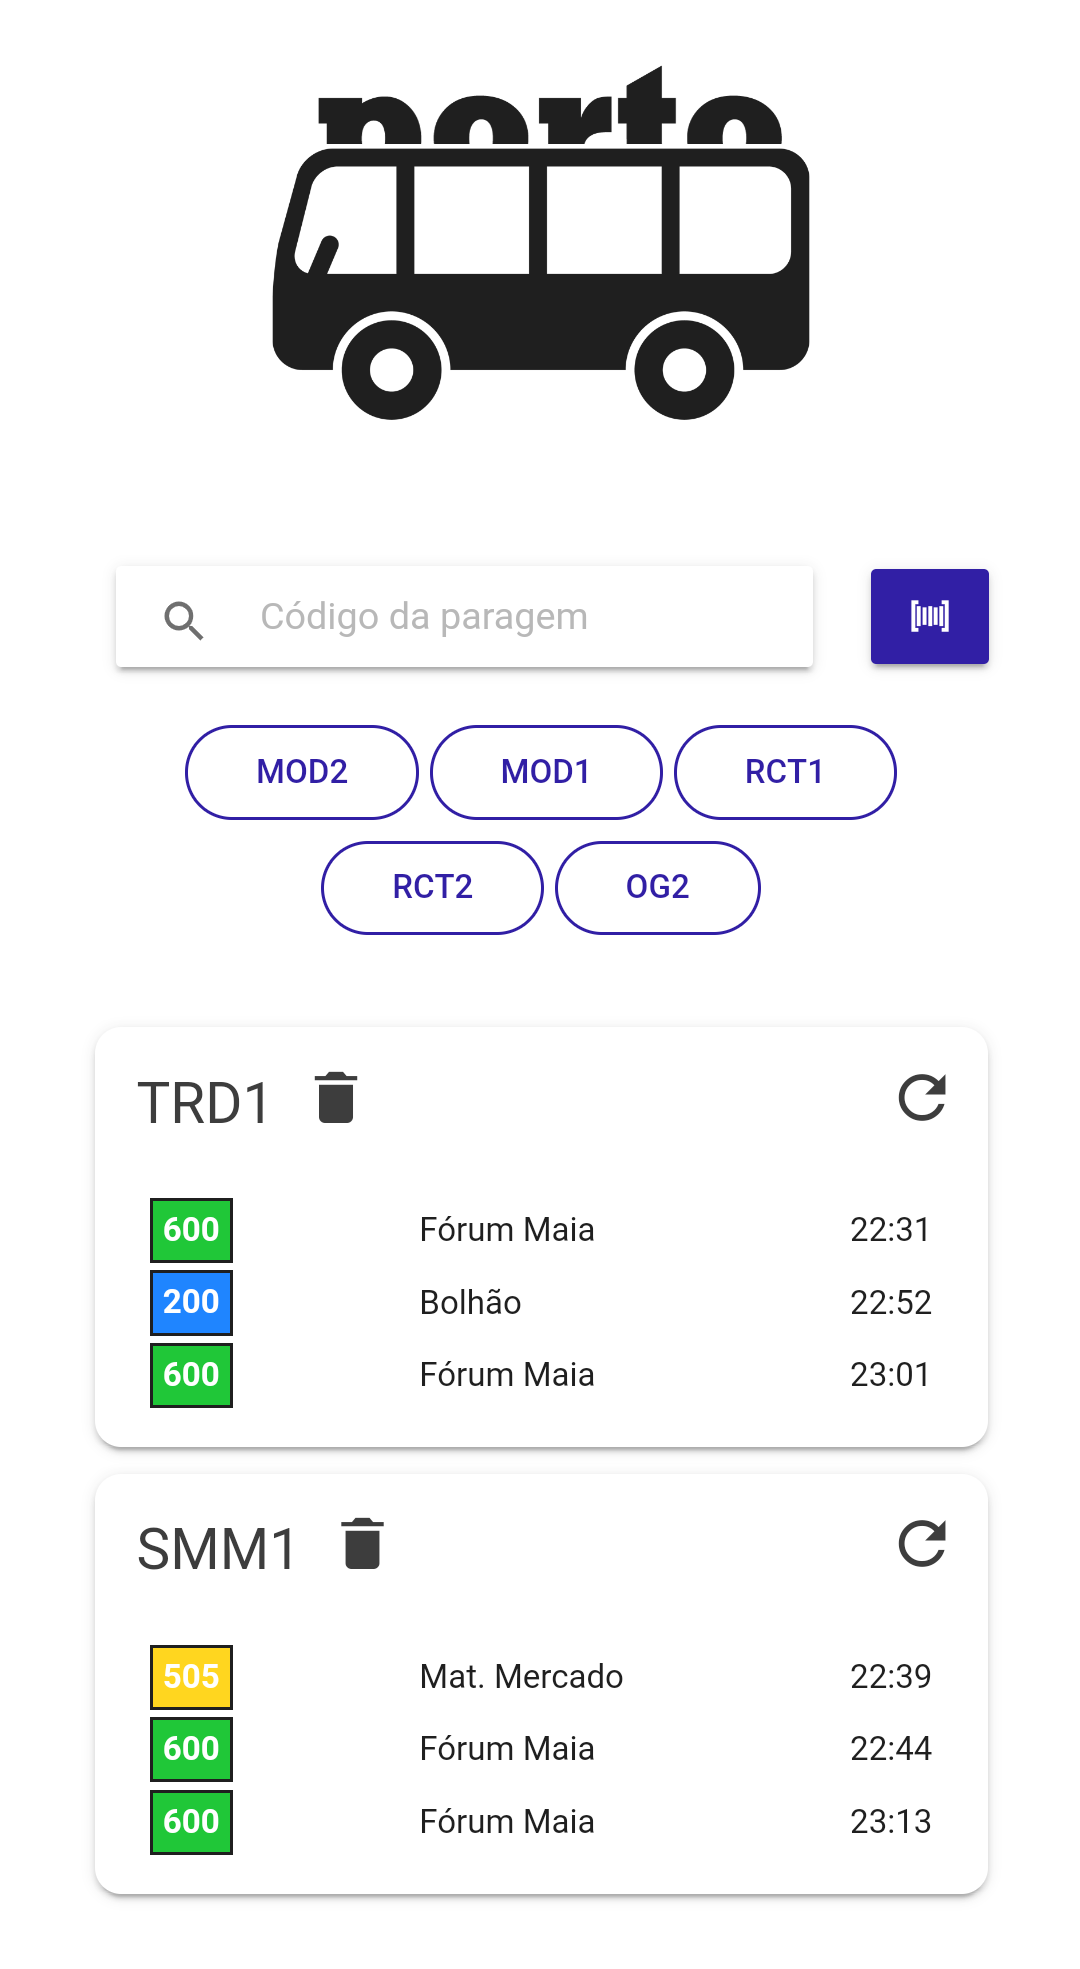 porto
Código da paragem
MOD2 MOD1 RCT1
RCT2 OG2
TRD1
600 Fórum Maia 22:31
200 Bolhão 22:52
600 Fórum Maia 23:01
SMM1
505 Mat. Mercado 22:39
600 Fórum Maia 22:44
600 Fórum Maia 23:13